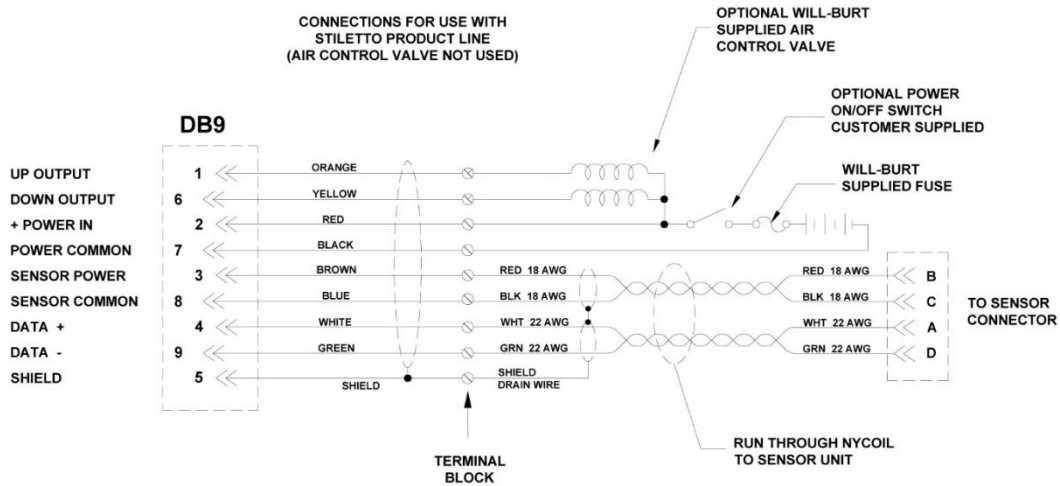 CONNECTIONS FOR USE WITH
STILETTO PRODUCT LINE
(AIR CONTROL VALVE NOT USED)
OPTIONAL WILL-BURT
SUPPLIED AIR
CONTROL VALVE
OPTIONAL POWER
ON/OFF SWITCH
CUSTOMER SUPPLIED
WILL-BURT
SUPPLIED FUSE
DB9
UP OUTPUT 1 ORANGE
DOWN OUTPUT 6 YELLOW
+ POWER IN 2 RED
POWER COMMON 7 BLACK
SENSOR POWER 3 BROWN RED 18 AWG RED 18 AWG B
SENSOR COMMON 8 BLUE BLK 18 AWG BLK 18 AWG C
DATA + 4 WHITE WHT 22 AWG WHT 22 AWG A
DATA - 9 GREEN GRN 22 AWG GRN 22 AWG D
SHIELD 5 SHIELD SHIELD
DRAIN WIRE
TO SENSOR
CONNECTOR
TERMINAL
BLOCK
RUN THROUGH NYCOIL
TO SENSOR UNIT